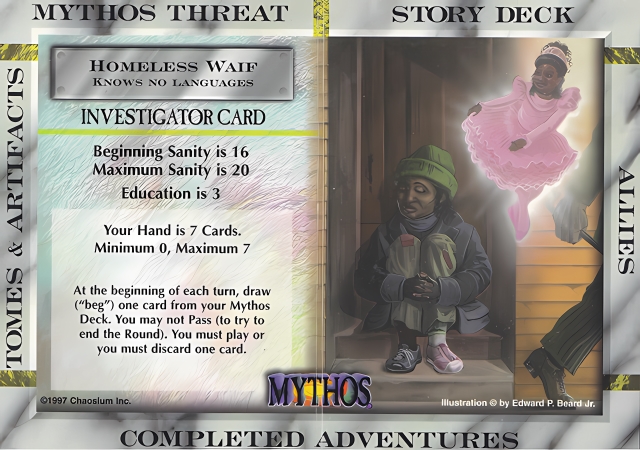 MYTHOS THREAT
STORY DECK
TOMES & ARTIFACTS
ALLIES
HOMELESS WAIF
KNOWS NO LANGUAGES
INVESTIGATOR CARD
Beginning Sanity is 16
Maximum Sanity is 20
Education is 3
Your Hand is 7 Cards.
Minimum 0, Maximum 7
At the beginning of each turn, draw
(“beg”) one card from your Mythos
Deck. You may not Pass (to try to
end the Round). You must play or
you must discard one card.
MYTHOS
©1997 Chaosium Inc.
Illustration © by Edward P. Beard Jr.
COMPLETED ADVENTURES